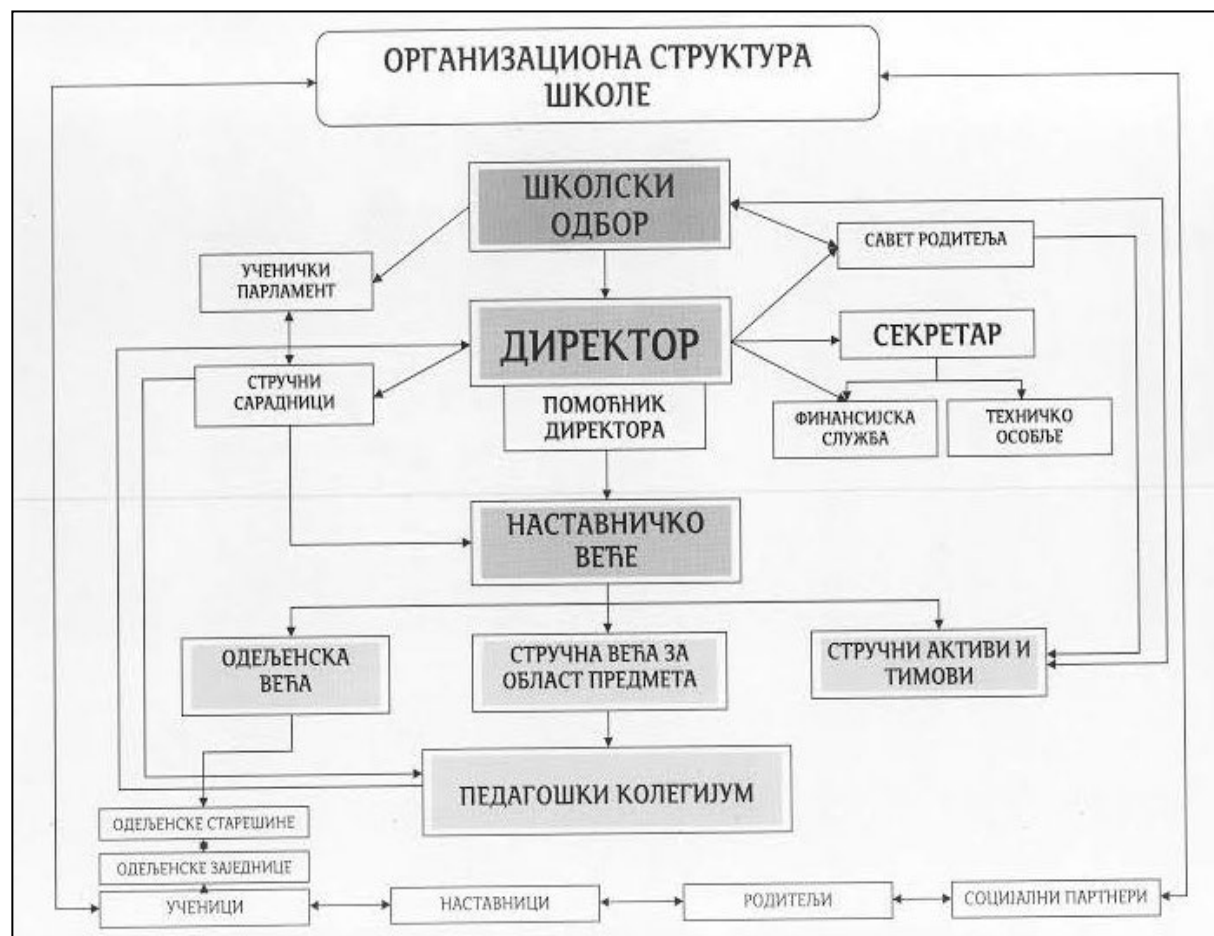 ОРГАНИЗАЦИОНА СТРУКТУРА
ШКОЛЕ
ШКОЛСКИ
ОДБОР
САВЕТ РОДИТЕЉА
УЧЕНИЧКИ
ПАРЛАМЕНТ
ДИРЕКТОР
СЕКРЕТАР
СТРУЧНИ
САРАДНИЦИ
ПОМОЋНИК
ДИРЕКТОРА
ФИНАНСИЈСКА
СЛУЖБА
ТЕХНИЧКО
ОСОБЉЕ
НАСТАВНИЧКО
ВЕЋЕ
ОДЕЉЕНСКА
ВЕЋА
СТРУЧНА ВЕЋА ЗА
ОБЛАСТ ПРЕДМЕТА
СТРУЧНИ АКТИВИ И
ТИМОВИ
ПЕДАГОШКИ КОЛЕГИЈУМ
ОДЕЉЕНСКЕ СТАРЕШИНЕ
ОДЕЉЕНСКЕ ЗАЈЕДНИЦЕ
УЧЕНИЦИ
НАСТАВНИЦИ
РОДИТЕЉИ
СОЦИЈАЛНИ ПАРТНЕРИ